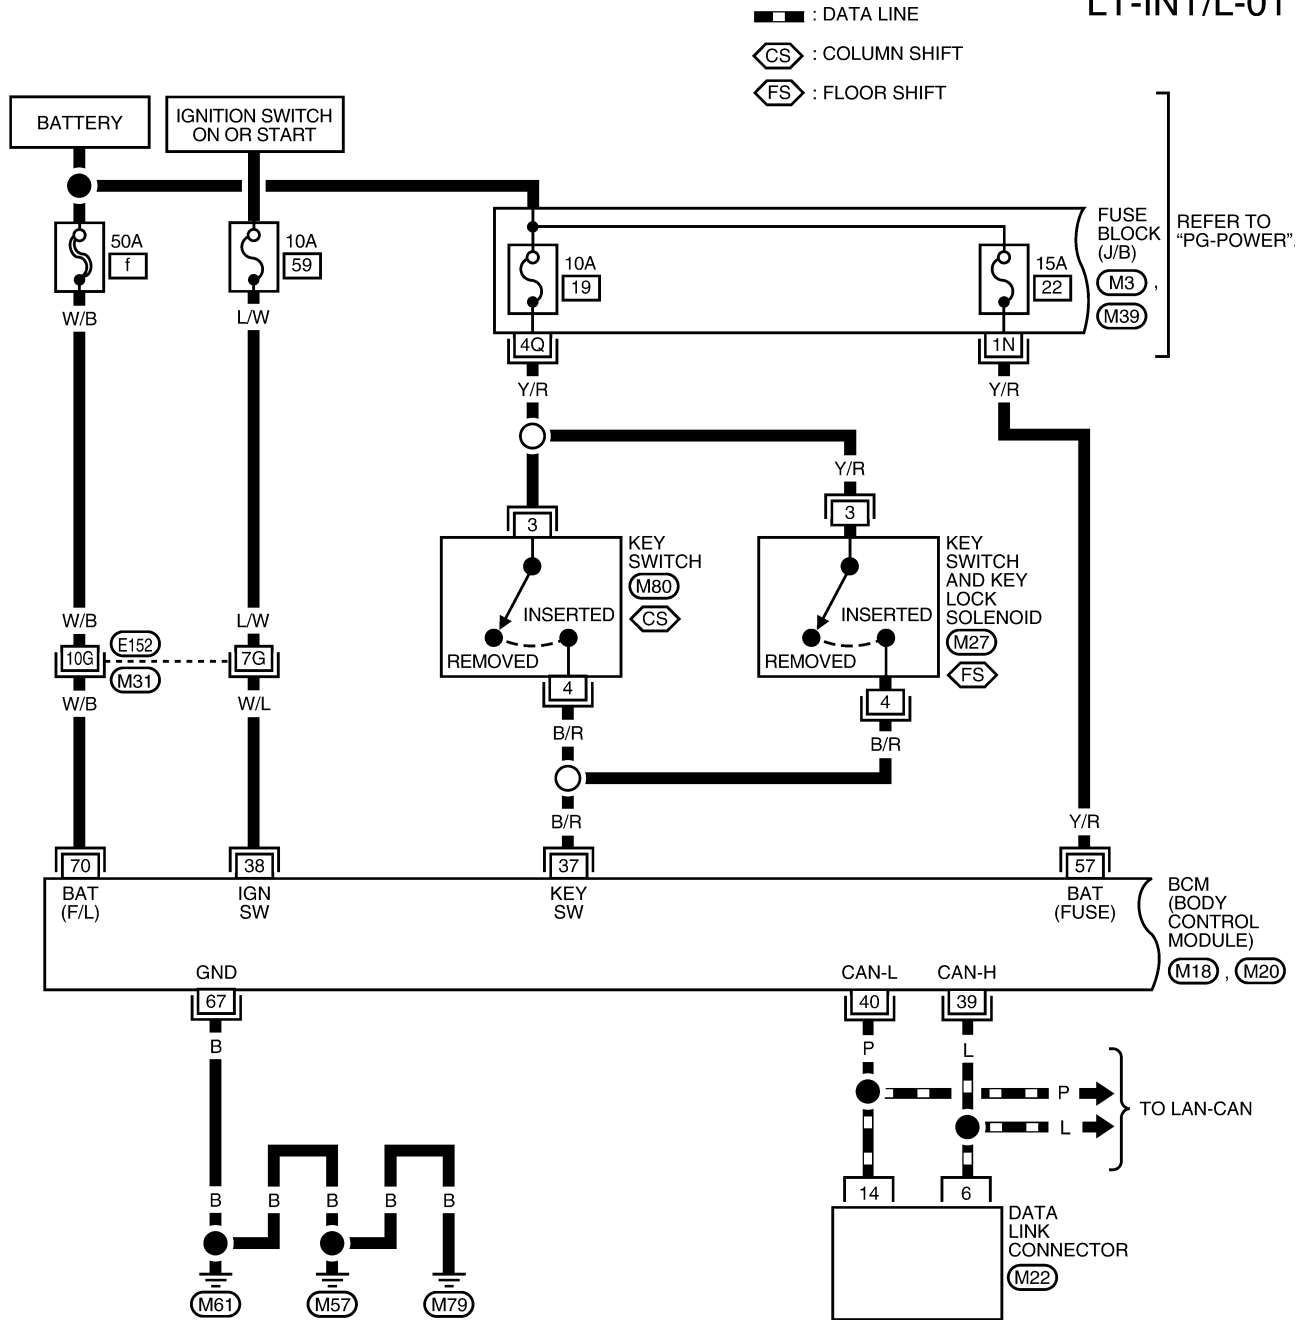 LT-INT/L-01
: DATA LINE
CS : COLUMN SHIFT
FS : FLOOR SHIFT
BATTERY
IGNITION SWITCH
ON OR START
50A
f
10A
59
10A
19
15A
22
FUSE
BLOCK
(J/B)
M3 ,
M39
REFER TO
“PG-POWER”.
W/B
L/W
4Q
1N
Y/R
Y/R
Y/R
3
3
KEY
SWITCH
M80
CS
INSERTED
REMOVED
KEY
SWITCH
AND KEY
LOCK
SOLENOID
M27
FS
INSERTED
REMOVED
W/B
L/W
10G
E152
M31
7G
W/B
W/L
4
4
B/R
B/R
B/R
Y/R
70
38
37
57
BAT
(F/L)
IGN
SW
KEY
SW
BAT
(FUSE)
BCM
(BODY
CONTROL
MODULE)
M18 , M20
GND
CAN-L
CAN-H
67
40
39
B
P
L
P
L
TO LAN-CAN
B
B
B
B
B
14
6
DATA
LINK
CONNECTOR
M22
M61
M57
M79